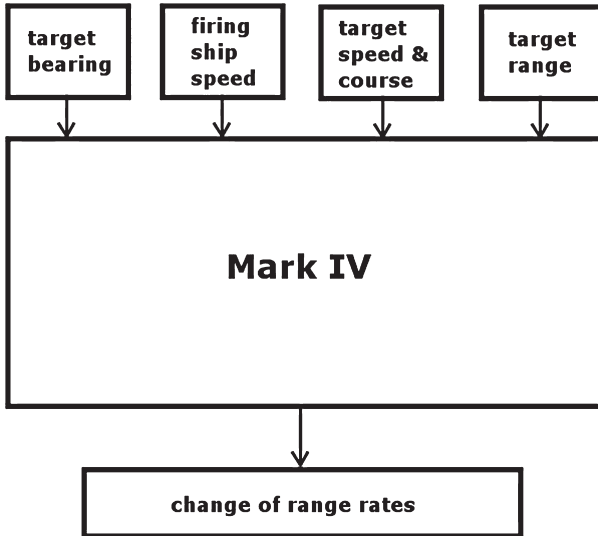 target
bearing
firing
ship
speed
target
speed &
course
target
range
Mark IV
change of range rates